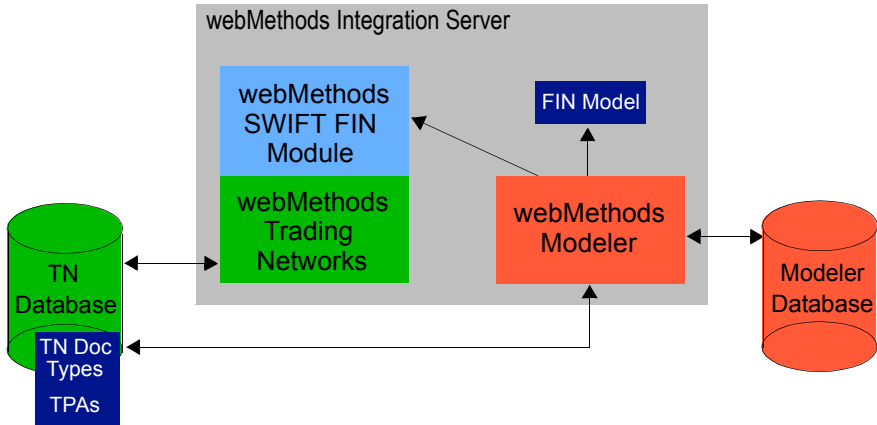 webMethods Integration Server
webMethods
SWIFT FIN
Module
FIN Model
webMethods
Trading
Networks
webMethods
Modeler
TN
Database
Modeler
Database
TN Doc
Types
TPAs